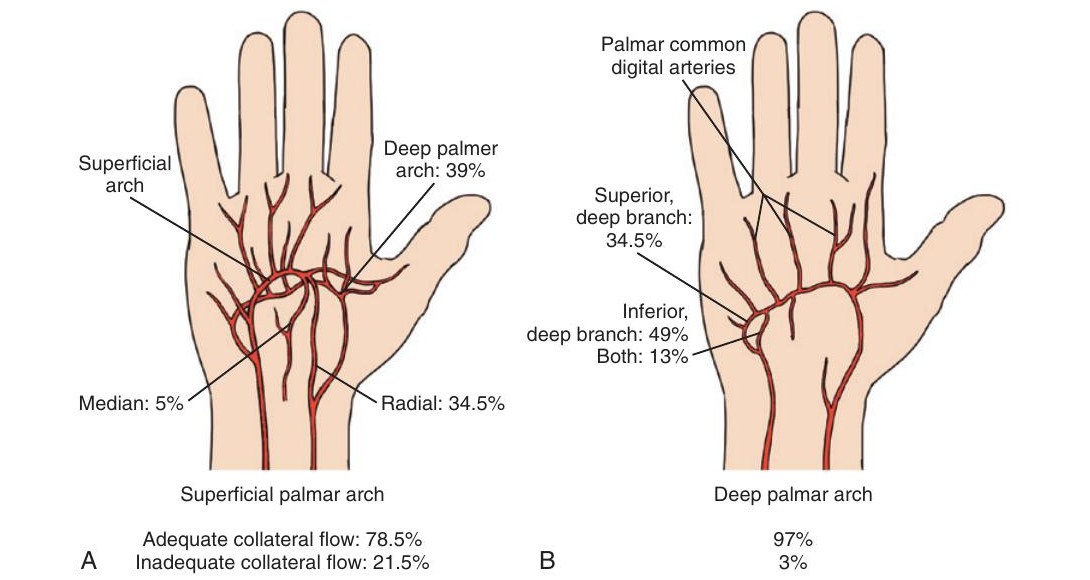 Superficial
arch
Deep palmer
arch: 39%
Median: 5%
Radial: 34.5%
Superficial palmar arch
Adequate collateral flow: 78.5%
A
Inadequate collateral flow: 21.5%
Palmar common
digital arteries
Superior,
deep branch:
34.5%
Inferior,
deep branch: 49%
Both: 13%
Deep palmar arch
97%
B
3%